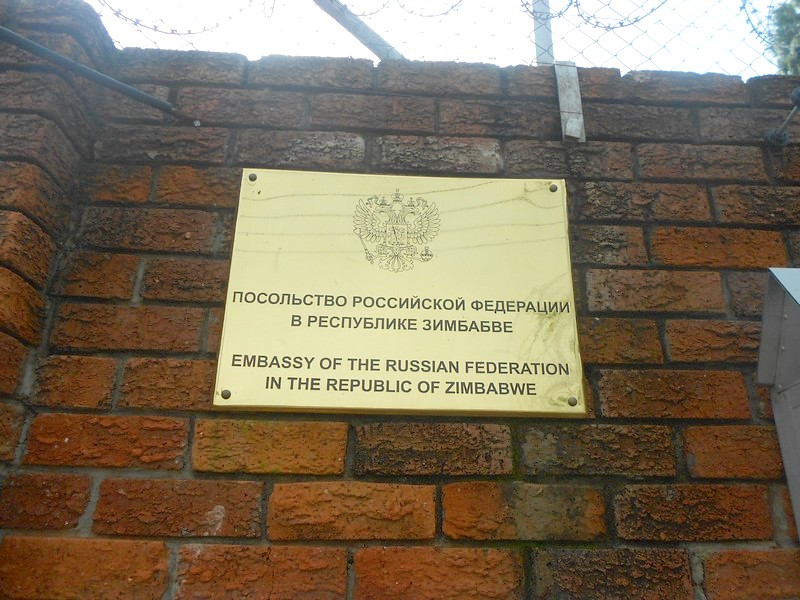 ПОСОЛЬСТВО РОССИЙСКОЙ ФЕДЕРАЦИИ
В РЕСПУБЛИКЕ ЗИМБАБВЕ
EMBASSY OF THE RUSSIAN FEDERATION
IN THE REPUBLIC OF ZIMBABWE